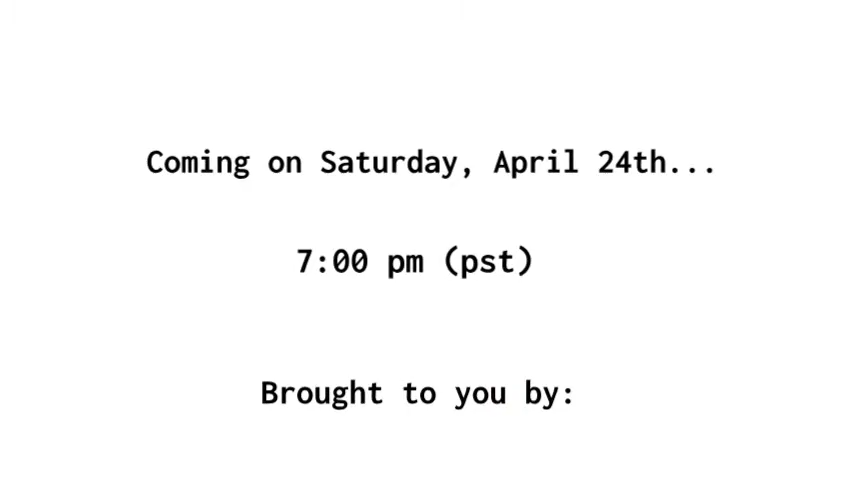 Coming on Saturday, April 24th...
7:00 pm (pst)
Brought to you by: